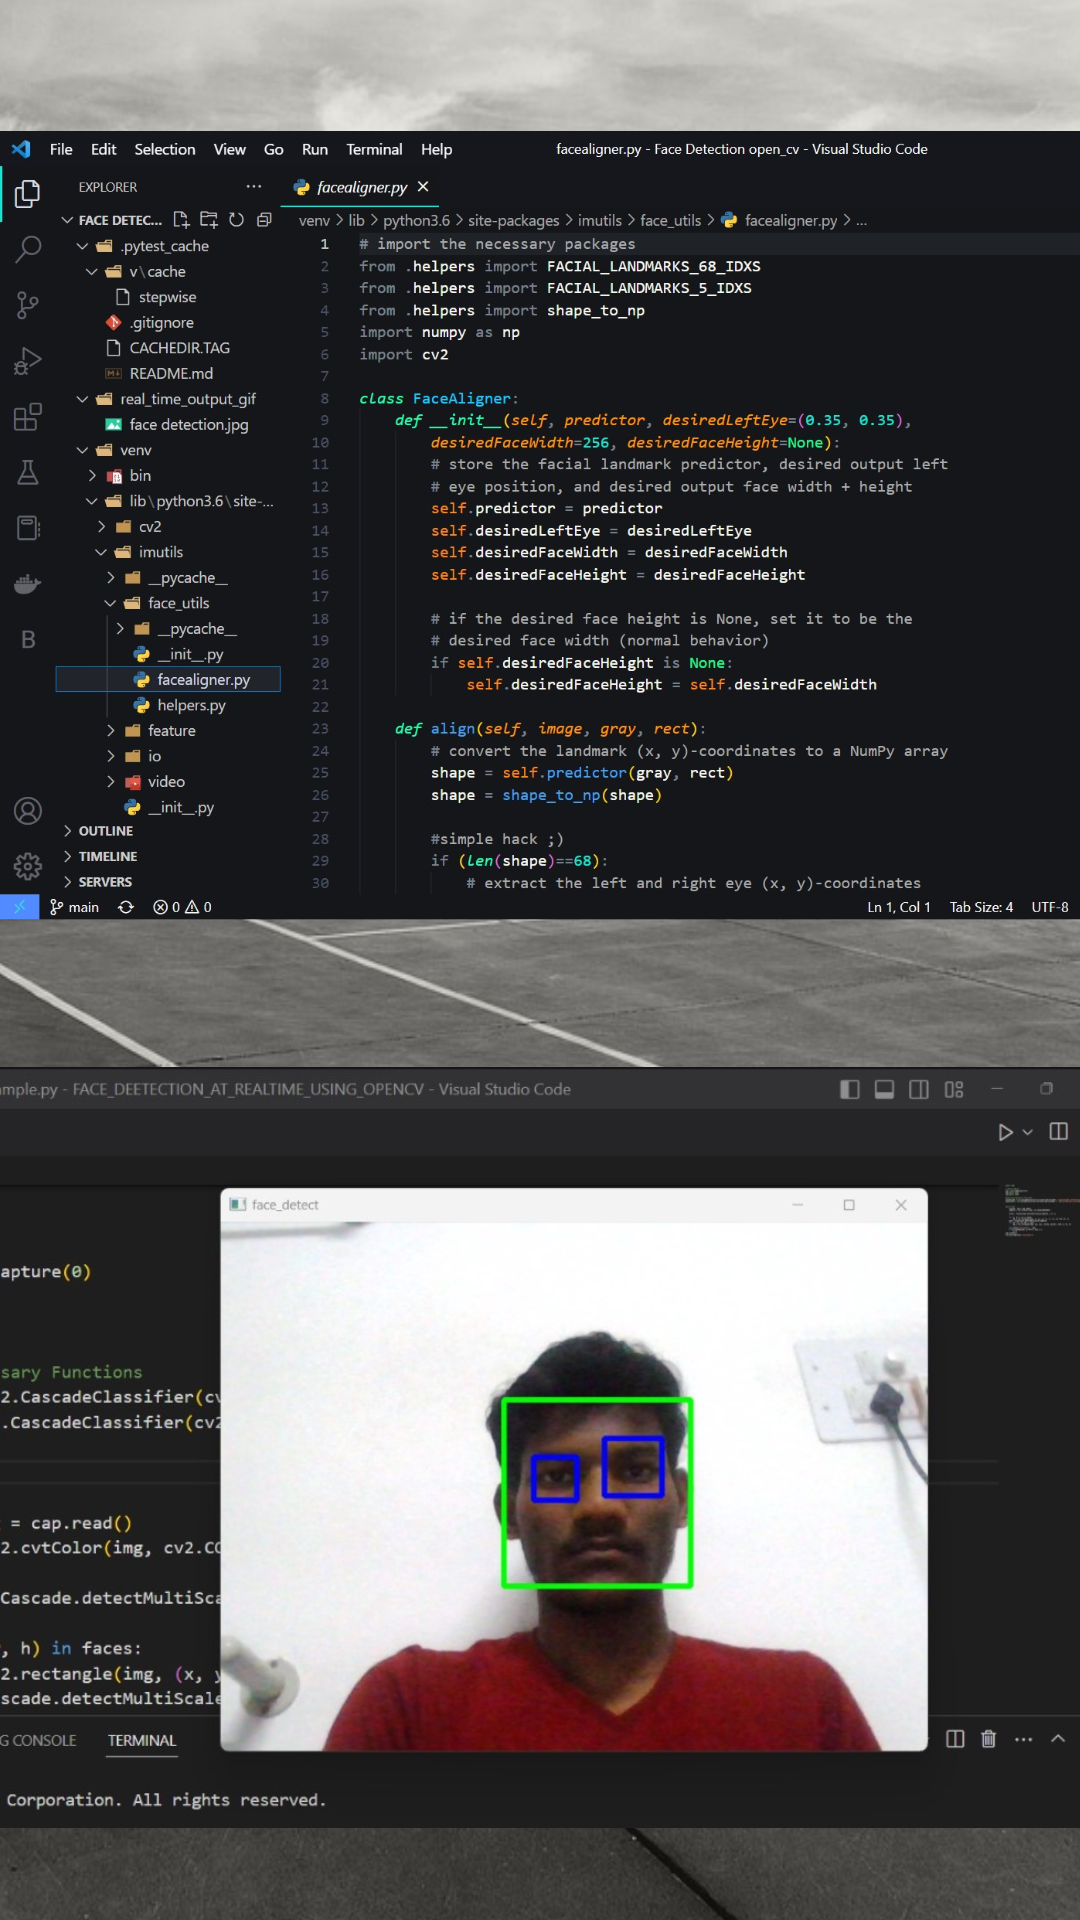 File Edit Selection View Go Run Terminal Help facealigner.py - Face Detection open_cv - Visual Studio Code
EXPLORER ···
FACE DETEC...
.pytest_cache
v\cache
stepwise
.gitignore
CACHEDIR.TAG
README.md
real_time_output_gif
face detection.jpg
venv
bin
lib\python3.6\site-...
cv2
imutils
__pycache__
face_utils
__pycache__
__init__.py
facealigner.py
helpers.py
feature
io
video
__init__.py
OUTLINE
TIMELINE
SERVERS
B
facealigner.py ×
venv > lib > python3.6 > site-packages > imutils > face_utils > facealigner.py > ...
1 # import the necessary packages
2 from .helpers import FACIAL_LANDMARKS_68_IDXS
3 from .helpers import FACIAL_LANDMARKS_5_IDXS
4 from .helpers import shape_to_np
5 import numpy as np
6 import cv2
7
8 class FaceAligner:
9 def __init__(self, predictor, desiredLeftEye=(0.35, 0.35),
10 desiredFaceWidth=256, desiredFaceHeight=None):
11 # store the facial landmark predictor, desired output left
12 # eye position, and desired output face width + height
13 self.predictor = predictor
14 self.desiredLeftEye = desiredLeftEye
15 self.desiredFaceWidth = desiredFaceWidth
16 self.desiredFaceHeight = desiredFaceHeight
17
18 # if the desired face height is None, set it to be the
19 # desired face width (normal behavior)
20 if self.desiredFaceHeight is None:
21 self.desiredFaceHeight = self.desiredFaceWidth
22
23 def align(self, image, gray, rect):
24 # convert the landmark (x, y)-coordinates to a NumPy array
25 shape = self.predictor(gray, rect)
26 shape = shape_to_np(shape)
27
28 #simple hack ;)
29 if (len(shape)==68):
30 # extract the left and right eye (x, y)-coordinates
main 0 0 Ln 1, Col 1 Tab Size: 4 UTF-8
mple.py - FACE_DEETECTION_AT_REALTIME_USING_OPENCV - Visual Studio Code
face_detect
apture(0)
sary Functions
2.CascadeClassifier(cv
.CascadeClassifier(cv2
= cap.read()
2.cvtColor(img, cv2.CO
Cascade.detectMultiSca
, h) in faces:
2.rectangle(img, (x, y
scade.detectMultiScale
G CONSOLE TERMINAL
Corporation. All rights reserved.